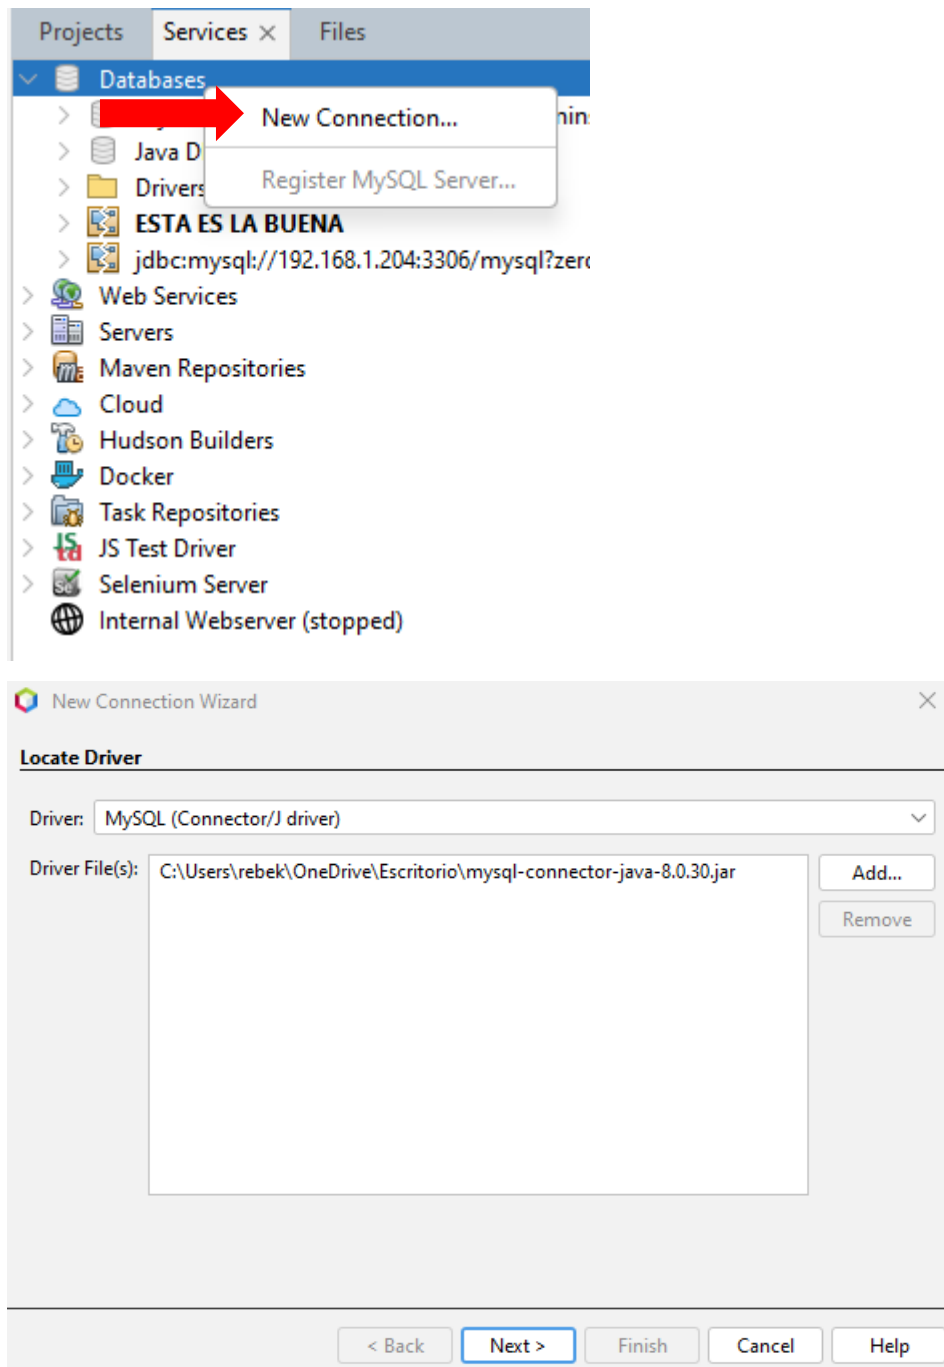 Projects Services × Files
Databases
New Connection...
Java D
Register MySQL Server...
Drivers
ESTA ES LA BUENA
jdbc:mysql://192.168.1.204:3306/mysql?zero
Web Services
Servers
Maven Repositories
Cloud
Hudson Builders
Docker
Task Repositories
JS Test Driver
Selenium Server
Internal Webserver (stopped)
New Connection Wizard
Locate Driver
Driver: MySQL (Connector/J driver)
Driver File(s): C:\Users\rebek\OneDrive\Escritorio\mysql-connector-java-8.0.30.jar Add...
Remove
< Back Next > Finish Cancel Help